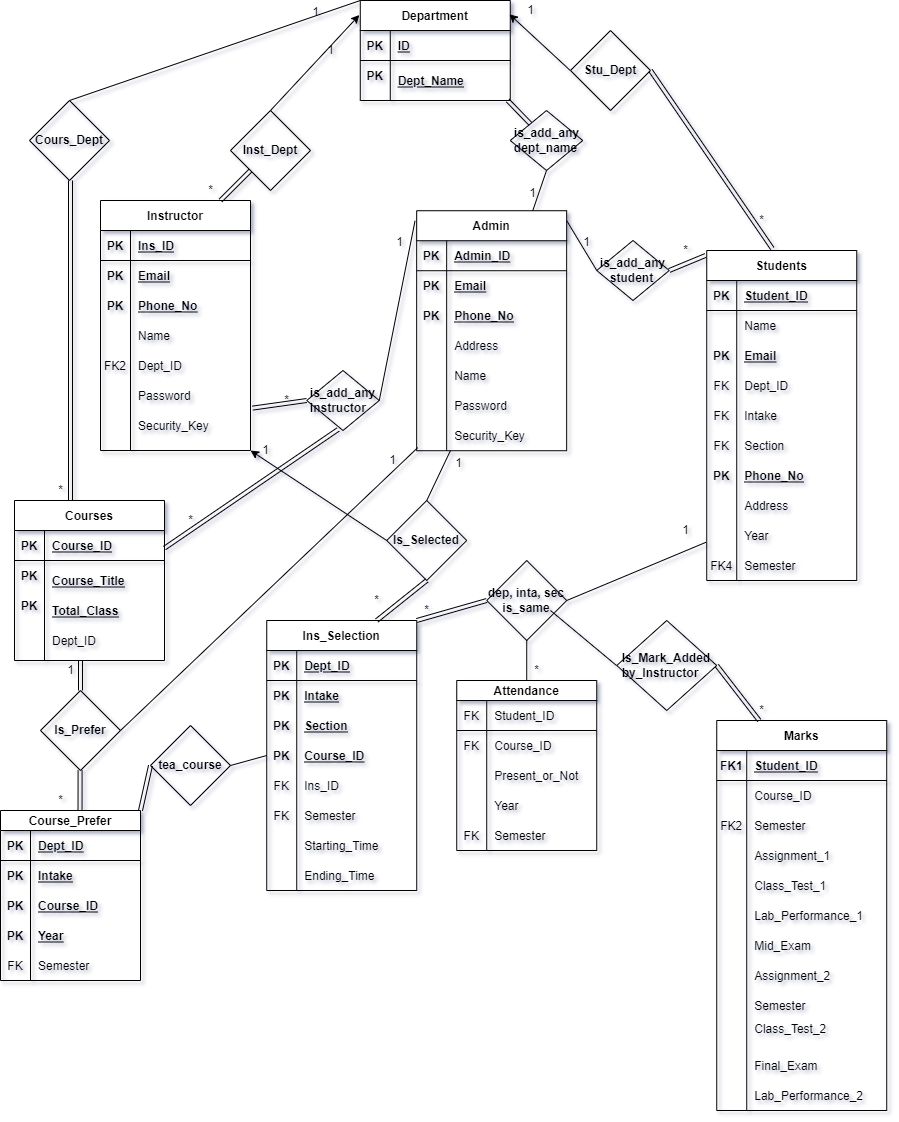 Department
PK ID
PK Dept_Name
1
1
1
Stu_Dept
Cours_Dept
Inst_Dept
is_add_any
dept_name
*
1
*
Instructor
PK Ins_ID
PK Email
PK Phone_No
Name
FK2 Dept_ID
Password
Security_Key
Admin
PK Admin_ID
PK Email
PK Phone_No
Address
Name
Password
Security_Key
1
1
is_add_any
student
*
Students
PK Student_ID
Name
PK Email
FK Dept_ID
FK Intake
FK Section
PK Phone_No
Address
Year
FK4 Semester
is_add_any
Instructor
*
1
1
1
*
*
Courses
PK Course_ID
PK Course_Title
PK Total_Class
Dept_ID
Is_Selected
1
dep, inta, sec
is_same
*
*
Ins_Selection
PK Dept_ID
PK Intake
PK Section
PK Course_ID
FK Ins_ID
FK Semester
Starting_Time
Ending_Time
1
Is_Prefer
*
tea_course
Is_Mark_Added
by_Instructor
*
*
Attendance
FK Student_ID
FK Course_ID
Present_or_Not
Year
FK Semester
Marks
FK1 Student_ID
Course_ID
FK2 Semester
Assignment_1
Class_Test_1
Lab_Performance_1
Mid_Exam
Assignment_2
Semester
Class_Test_2
Final_Exam
Lab_Performance_2
Course_Prefer
PK Dept_ID
PK Intake
PK Course_ID
PK Year
FK Semester